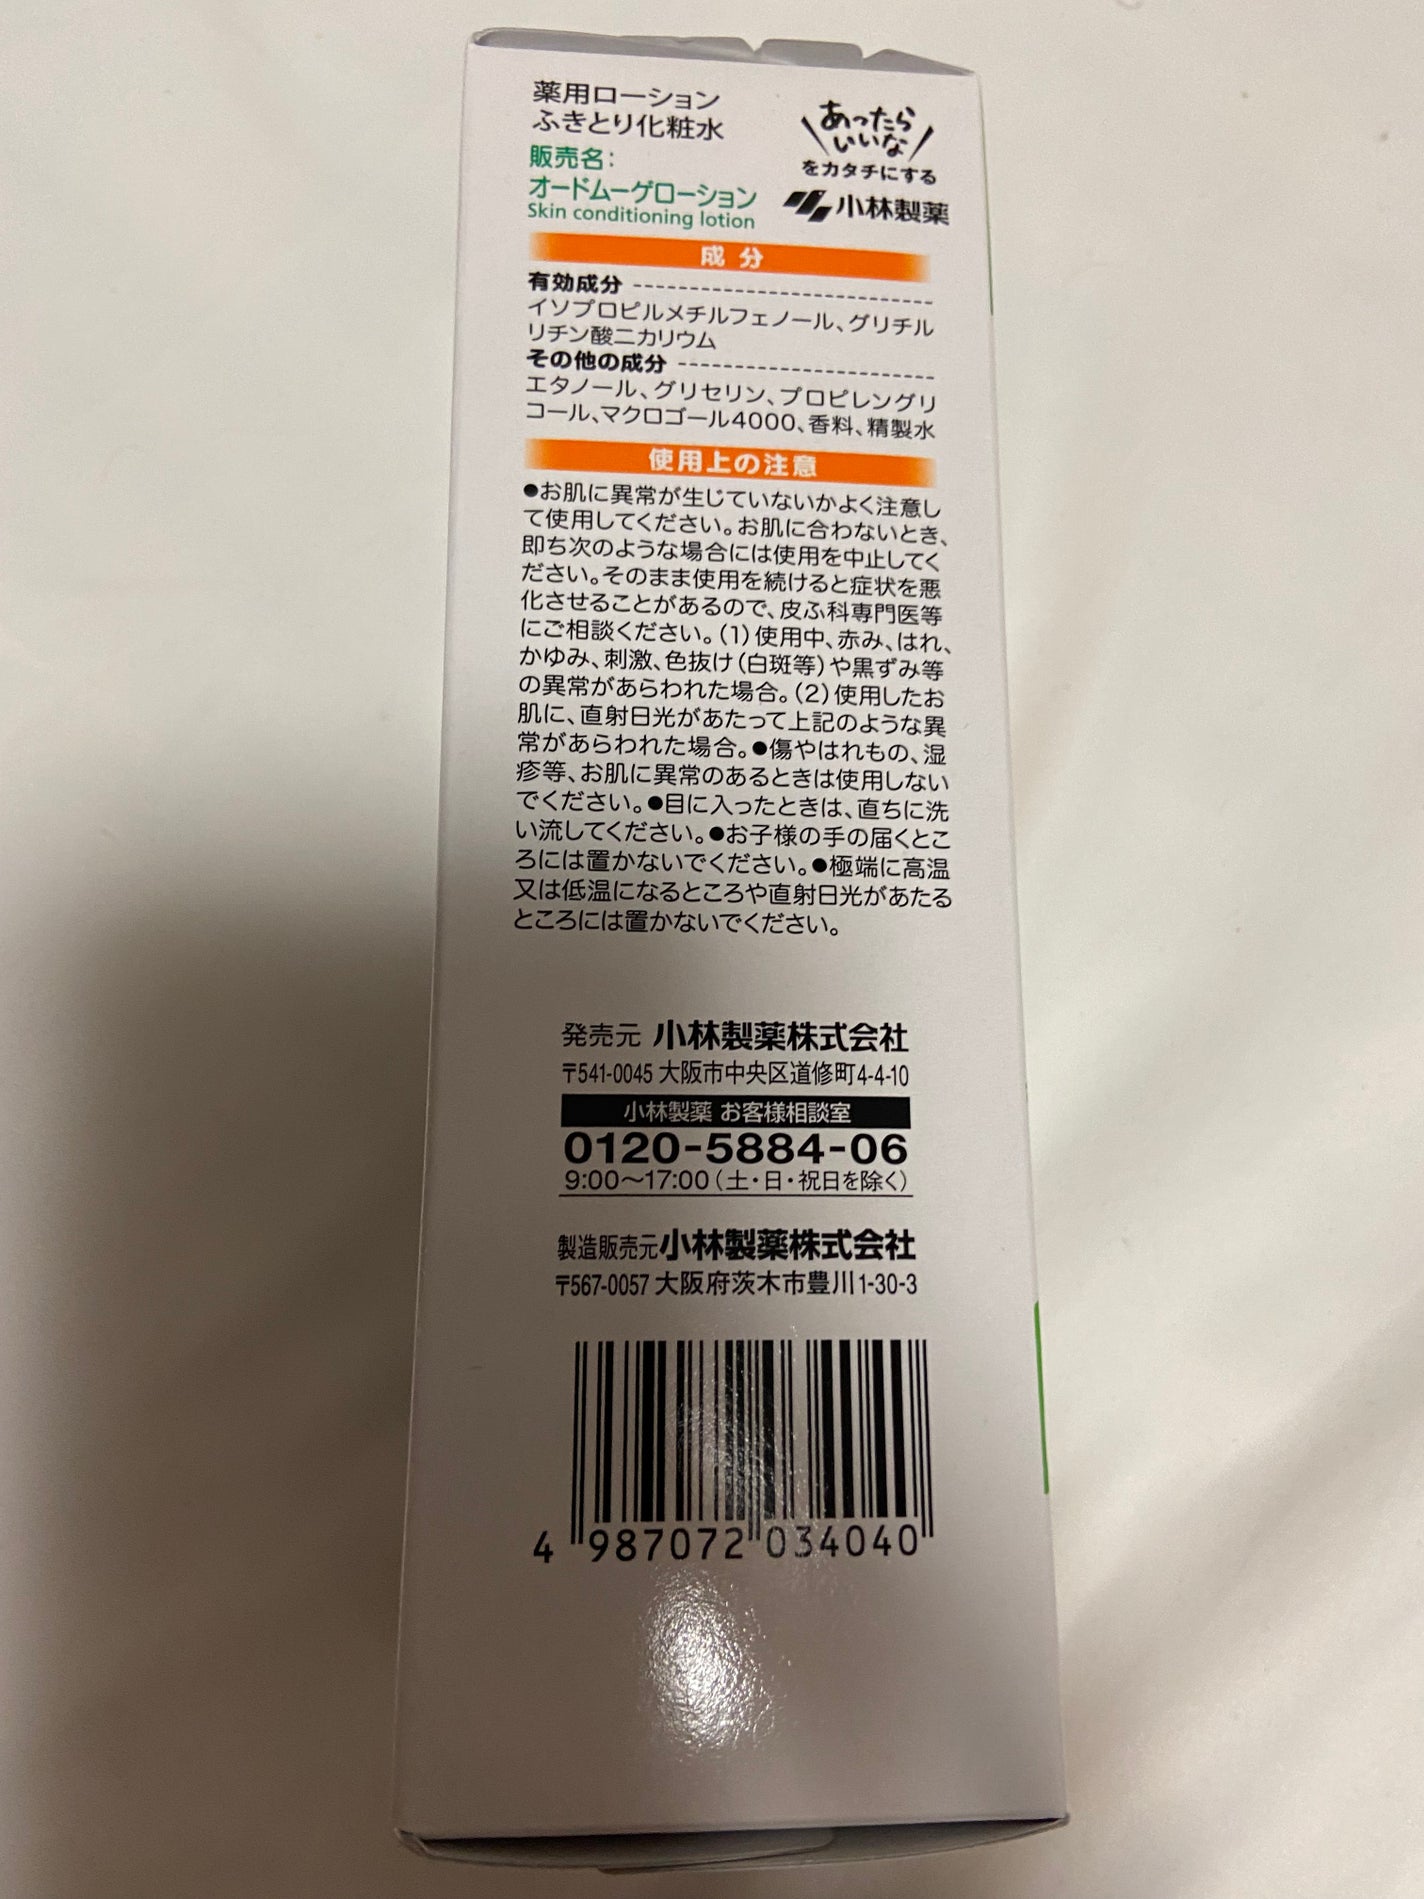 薬用ローション
ふきとり化粧水
販売名:
オードムーゲローション
Skin conditioning lotion
あったら
いいな
をカタチにする
小林製薬
成分
有効成分
イソプロピルメチルフェノール、グリチル
リチン酸二カリウム
その他の成分
エタノール、グリセリン、プロピレングリ
コール、マクロゴール4000、香料、精製水
使用上の注意
●お肌に異常が生じていないかよく注意し
て使用してください。お肌に合わないとき、
即ち次のような場合には使用を中止してく
ださい。そのまま使用を続けると症状を悪
化させることがあるので、皮ふ科専門医等
にご相談ください。(1)使用中、赤み、はれ、
かゆみ、刺激、色抜け(白斑等)や黒ずみ等
の異常があらわれた場合。(2)使用したお
肌に、直射日光があたって上記のような異
常があらわれた場合。●傷やはれもの、湿
疹等、お肌に異常のあるときは使用しない
でください。●目に入ったときは、直ちに洗
い流してください。●お子様の手の届くとこ
ろには置かないでください。●極端に高温
又は低温になるところや直射日光があたる
ところには置かないでください。
発売元 小林製薬株式会社
〒541-0045 大阪市中央区道修町4-4-10
小林製薬 お客様相談室
0120-5884-06
9:00〜17:00(土・日・祝日を除く)
製造販売元小林製薬株式会社
〒567-0057 大阪府茨木市豊川1-30-3
4 987072 034040